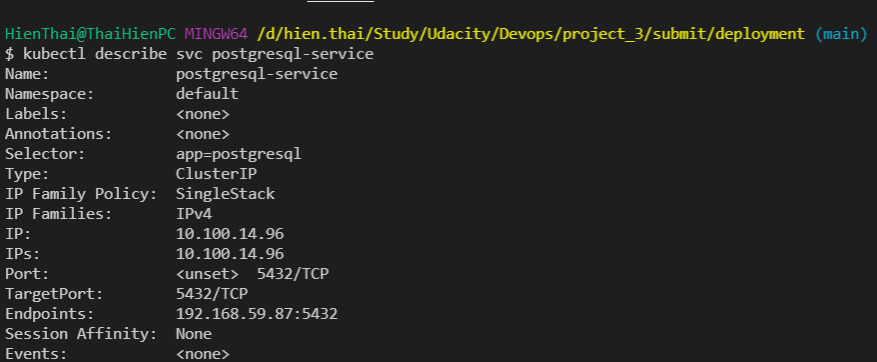 HienThai@ThaiHienPC MINGW64 /d/hien.thai/Study/Udacity/Devops/project_3/submit/deployment (main)
$ kubectl describe svc postgresql-service
Name:              postgresql-service
Namespace:         default
Labels:            <none>
Annotations:       <none>
Selector:          app=postgresql
Type:              ClusterIP
IP Family Policy:  SingleStack
IP Families:       IPv4
IP:                10.100.14.96
IPs:               10.100.14.96
Port:              <unset>  5432/TCP
TargetPort:        5432/TCP
Endpoints:         192.168.59.87:5432
Session Affinity:  None
Events:            <none>